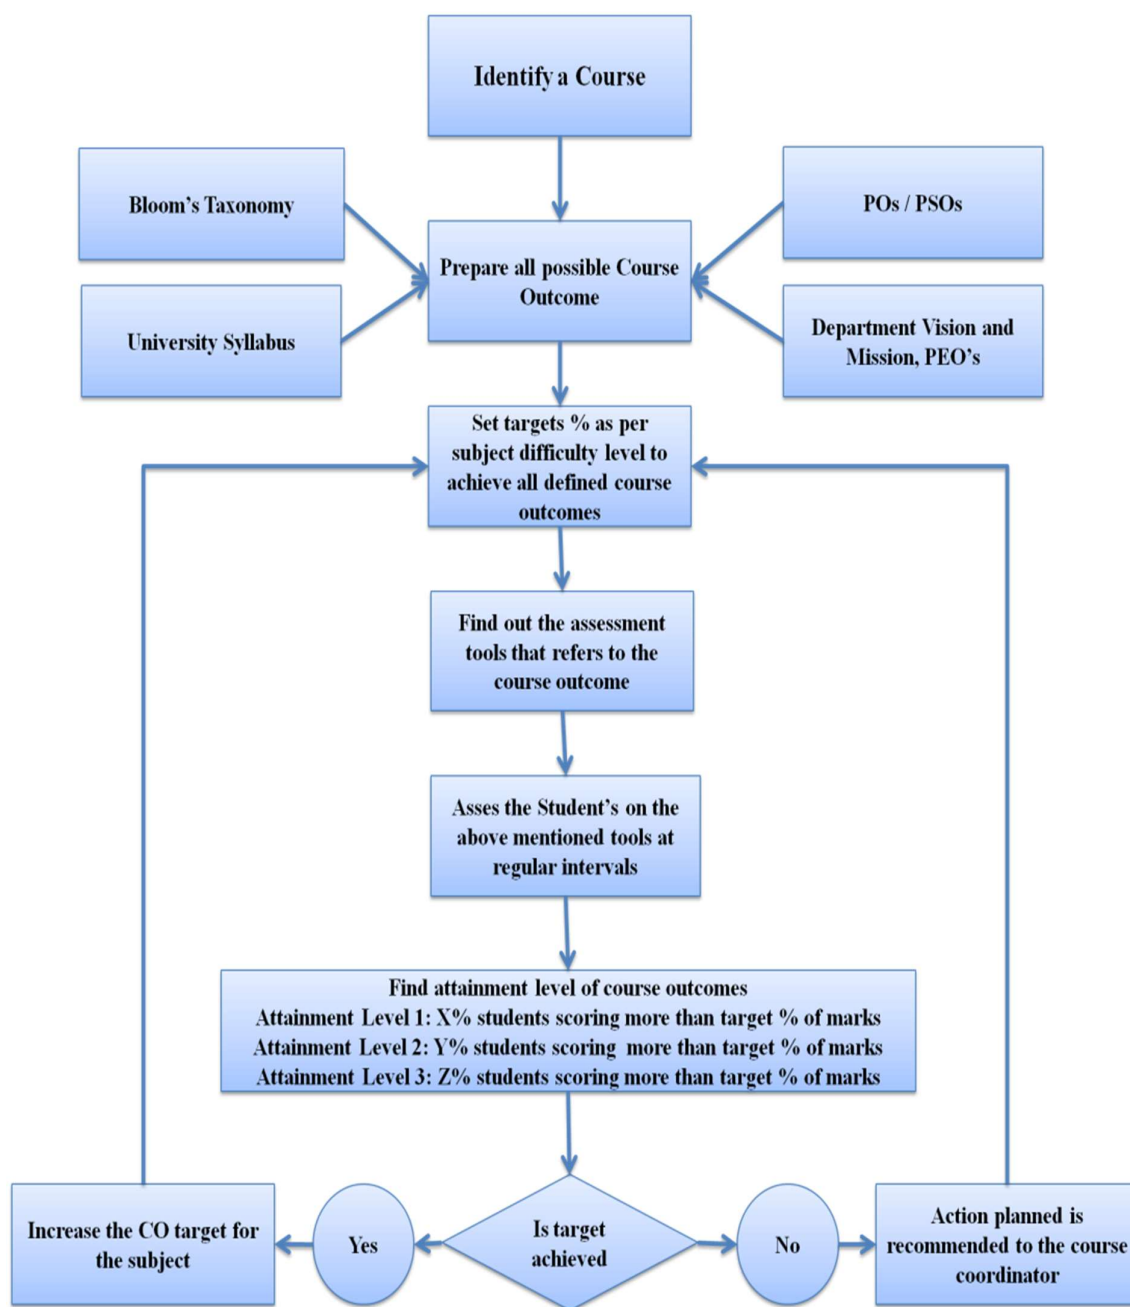 Identify a Course
Bloom's Taxonomy
POs / PSOs
Prepare all possible Course
Outcome
University Syllabus
Department Vision and
Mission, PEO's
Set targets % as per
subject difficulty level to
achieve all defined course
outcomes
Find out the assessment
tools that refers to the
course outcome
Asses the Student's on the
above mentioned tools at
regular intervals
Find attainment level of course outcomes
Attainment Level 1: X% students scoring more than target % of marks
Attainment Level 2: Y% students scoring more than target % of marks
Attainment Level 3: Z% students scoring more than target % of marks
Increase the CO target for
the subject
Yes
Is target
achieved
No
Action planned is
recommended to the course
coordinator